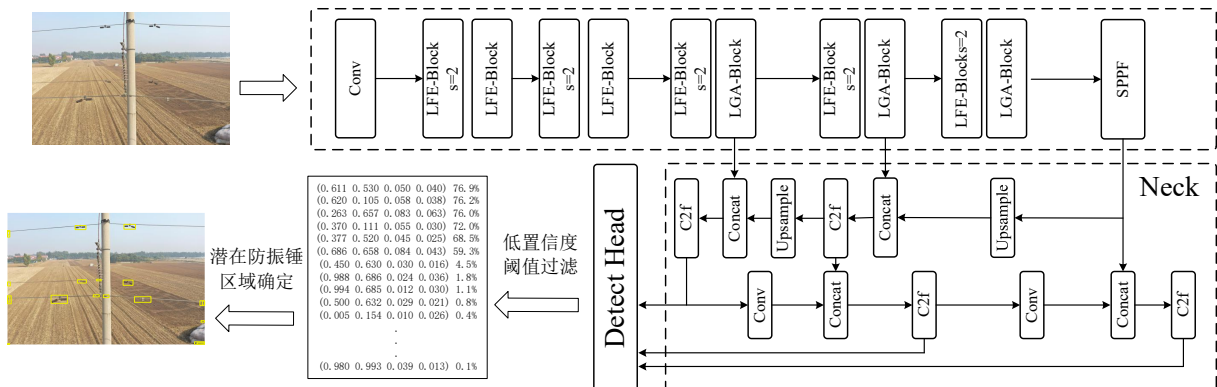 Conv
LFE-Block
s=2
LFE-Block
LFE-Block
s=2
LFE-Block
LFE-Block
s=2
LGA-Block
LFE-Block
s=2
LGA-Block
LFE-Blocks=2
LGA-Block
SPPF
Neck
C2f
Concat
Upsample
C2f
Concat
Upsample
Conv
Concat
C2f
Conv
Concat
C2f
Detect Head
低置信度
阈值过滤
(0.611 0.530 0.050 0.040) 76.9%
(0.620 0.105 0.058 0.038) 76.2%
(0.263 0.657 0.083 0.063) 76.0%
(0.370 0.111 0.055 0.030) 72.0%
(0.377 0.520 0.045 0.025) 68.5%
(0.686 0.658 0.084 0.043) 59.3%
(0.450 0.630 0.030 0.016) 4.5%
(0.988 0.686 0.024 0.036) 1.8%
(0.994 0.685 0.012 0.030) 1.1%
(0.500 0.632 0.029 0.021) 0.8%
(0.005 0.154 0.010 0.026) 0.4%
.
.
.
(0.980 0.993 0.039 0.013) 0.1%
潜在防振锤
区域确定